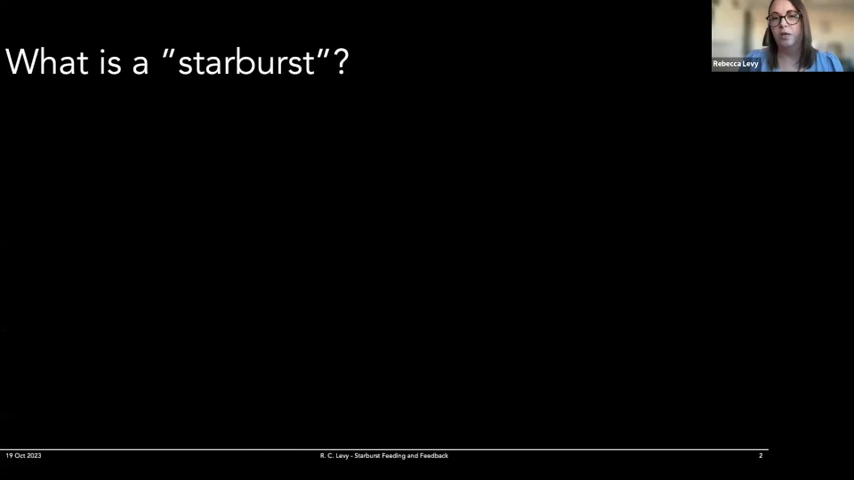 What is a ”starburst”?
Rebecca Levy
19 Oct 2023
R. C. Levy - Starburst Feeding and Feedback
2